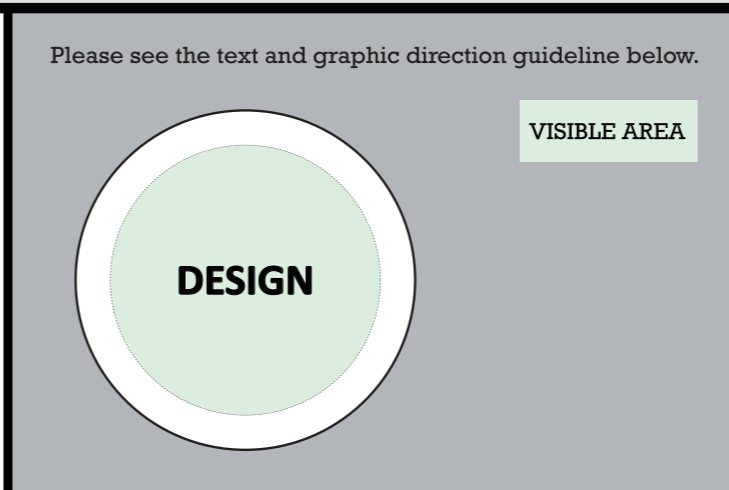 Please see the text and graphic direction guideline below.
VISIBLE AREA
DESIGN